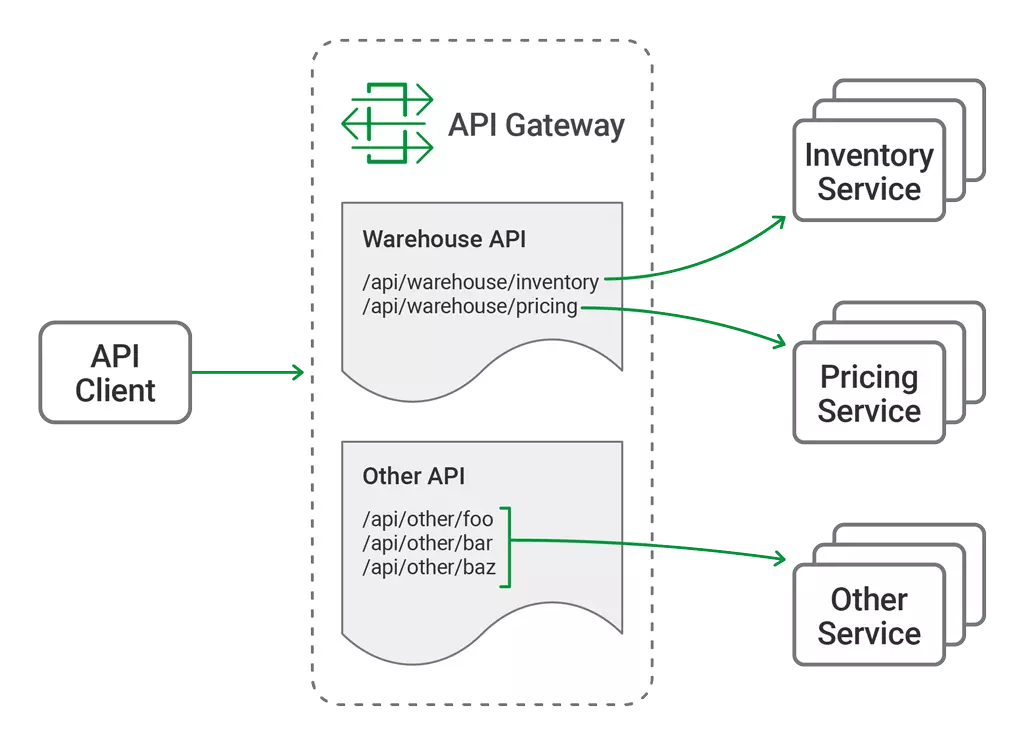 API Gateway
Warehouse API
/api/warehouse/inventory
/api/warehouse/pricing
API
Client
Other API
/api/other/foo
/api/other/bar
/api/other/baz
Inventory
Service
Pricing
Service
Other
Service